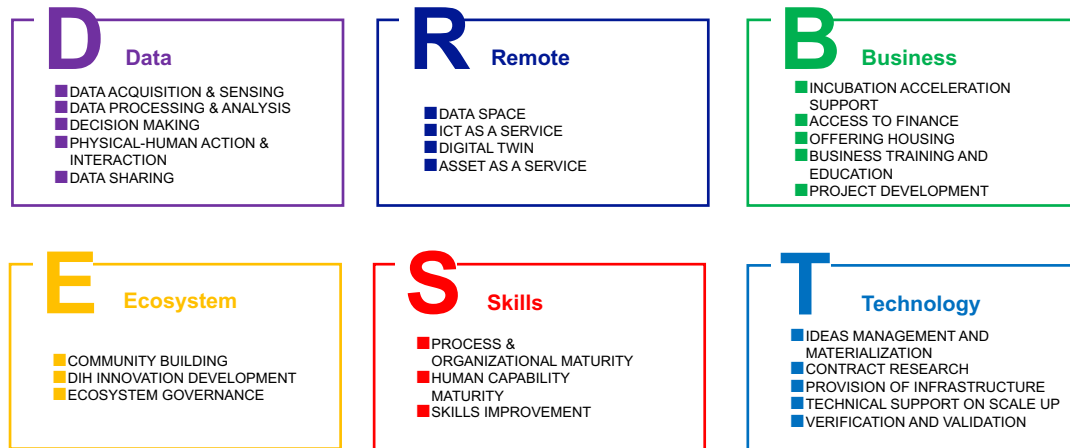 D
Data
DATA ACQUISITION & SENSING
DATA PROCESSING & ANALYSIS
DECISION MAKING
PHYSICAL-HUMAN ACTION &
INTERACTION
DATA SHARING
R
Remote
DATA SPACE
ICT AS A SERVICE
DIGITAL TWIN
ASSET AS A SERVICE
B
Business
INCUBATION ACCELERATION
SUPPORT
ACCESS TO FINANCE
OFFERING HOUSING
BUSINESS TRAINING AND
EDUCATION
PROJECT DEVELOPMENT
E
Ecosystem
COMMUNITY BUILDING
DIH INNOVATION DEVELOPMENT
ECOSYSTEM GOVERNANCE
S
Skills
PROCESS &
ORGANIZATIONAL MATURITY
HUMAN CAPABILITY
MATURITY
SKILLS IMPROVEMENT
T
Technology
IDEAS MANAGEMENT AND
MATERIALIZATION
CONTRACT RESEARCH
PROVISION OF INFRASTRUCTURE
TECHNICAL SUPPORT ON SCALE UP
VERIFICATION AND VALIDATION